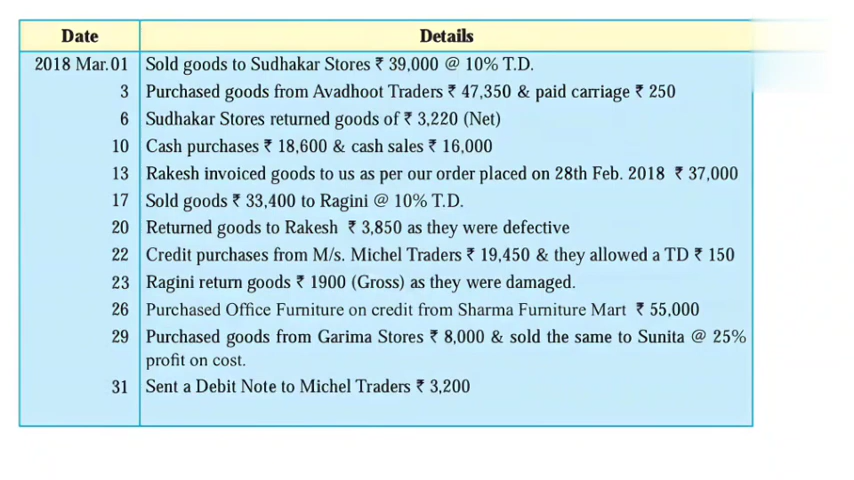 Date Details
2018 Mar. 01 Sold goods to Sudhakar Stores ₹ 39,000 @ 10% T.D.
3 Purchased goods from Avadhoot Traders ₹ 47,350 & paid carriage ₹ 250
6 Sudhakar Stores returned goods of ₹ 3,220 (Net)
10 Cash purchases ₹ 18,600 & cash sales ₹ 16,000
13 Rakesh invoiced goods to us as per our order placed on 28th Feb. 2018 ₹ 37,000
17 Sold goods ₹ 33,400 to Ragini @ 10% T.D.
20 Returned goods to Rakesh ₹ 3,850 as they were defective
22 Credit purchases from M/s. Michel Traders ₹ 19,450 & they allowed a TD ₹ 150
23 Ragini return goods ₹ 1900 (Gross) as they were damaged.
26 Purchased Office Furniture on credit from Sharma Furniture Mart ₹ 55,000
29 Purchased goods from Garima Stores ₹ 8,000 & sold the same to Sunita @ 25%
profit on cost.
31 Sent a Debit Note to Michel Traders ₹ 3,200